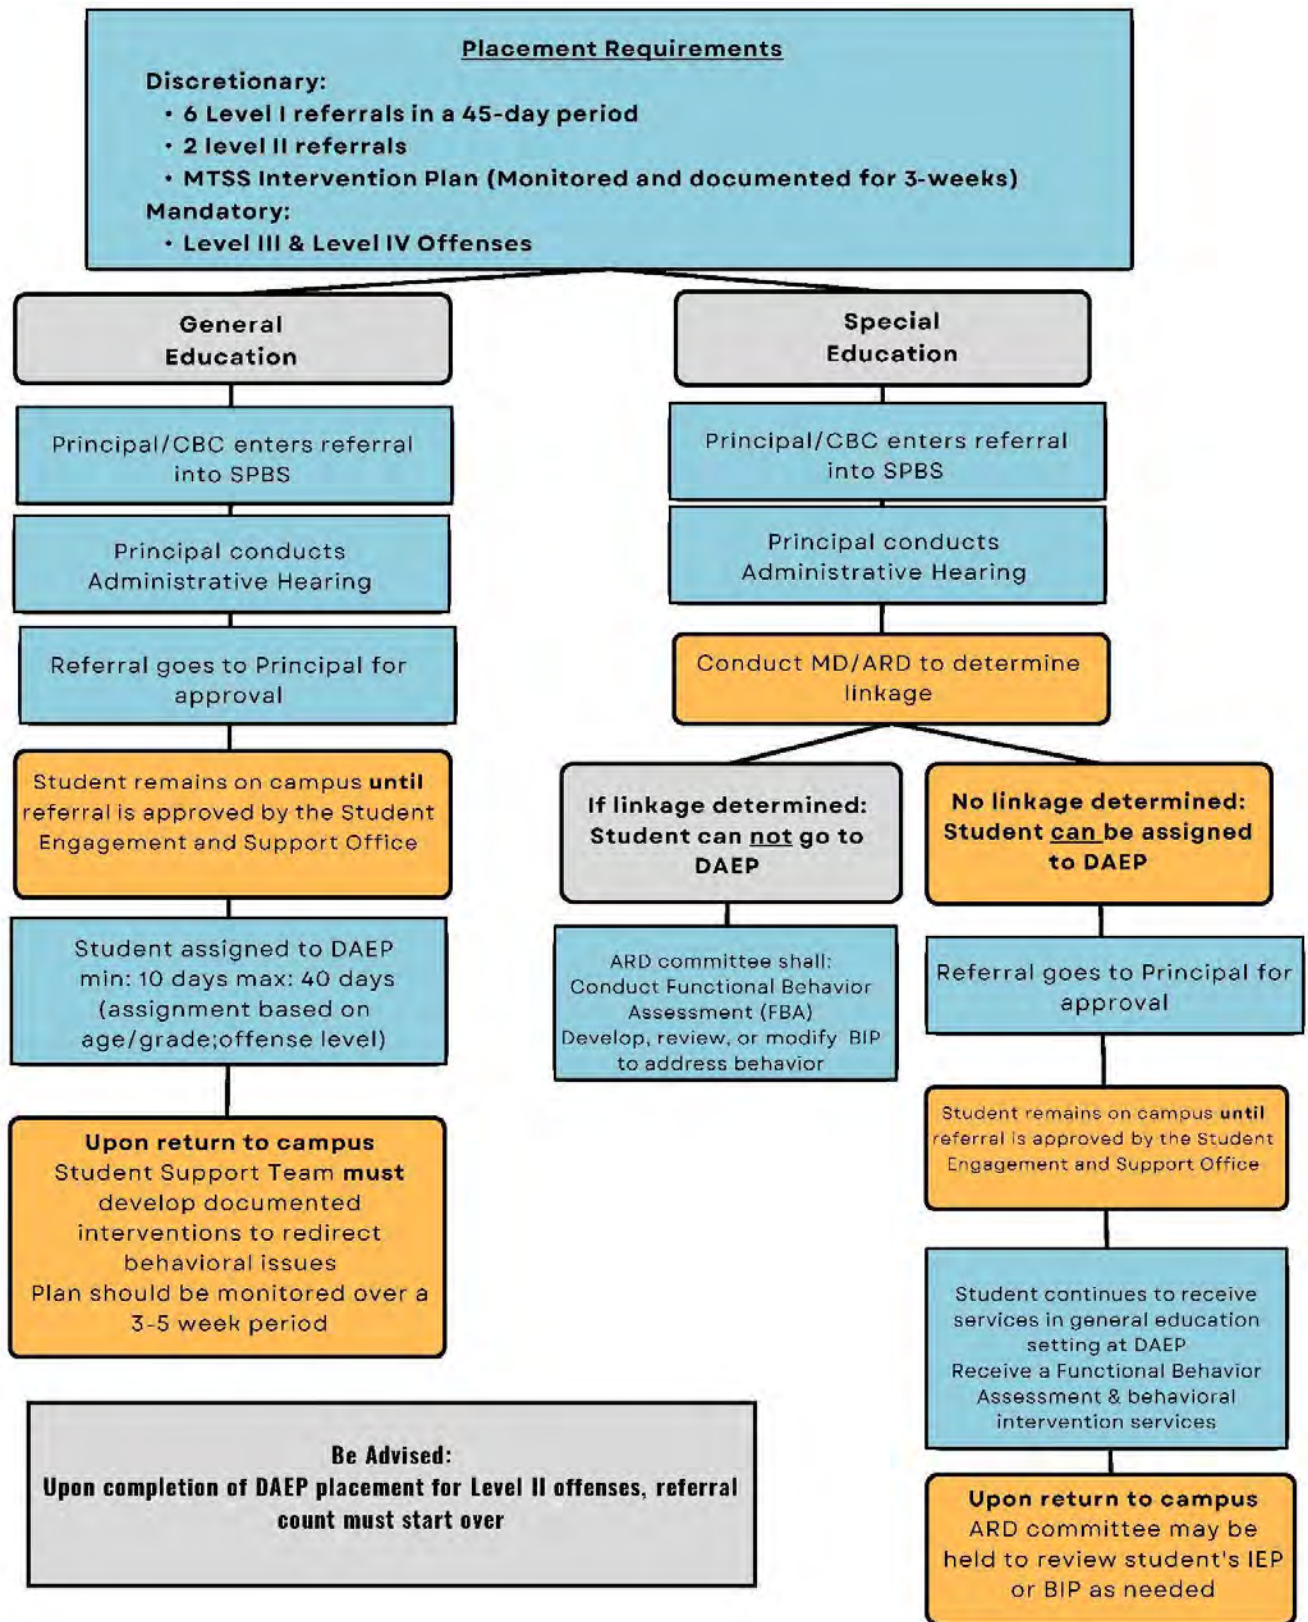 Placement Requirements
Discretionary:
• 6 Level I referrals in a 45-day period
• 2 level II referrals
• MTSS Intervention Plan (Monitored and documented for 3-weeks)
Mandatory:
• Level III & Level IV Offenses
General
Education
Principal/CBC enters referral
into SPBS
Principal conducts
Administrative Hearing
Referral goes to Principal for
approval
Student remains on campus until
referral is approved by the Student
Engagement and Support Office
Student assigned to DAEP
min: 10 days max: 40 days
(assignment based on
age/grade;offense level)
Upon return to campus
Student Support Team must
develop documented
interventions to redirect
behavioral issues
Plan should be monitored over a
3-5 week period
Special
Education
Principal/CBC enters referral
into SPBS
Principal conducts
Administrative Hearing
Conduct MD/ARD to determine
linkage
If linkage determined:
Student can not go to
DAEP
ARD committee shall:
Conduct Functional Behavior
Assessment (FBA)
Develop, review, or modify BIP
to address behavior
No linkage determined:
Student can be assigned
to DAEP
Referral goes to Principal for
approval
Student remains on campus until
referral is approved by the Student
Engagement and Support Office
Student continues to receive
services in general education
setting at DAEP
Receive a Functional Behavior
Assessment & behavioral
intervention services
Upon return to campus
ARD committee may be
held to review student's IEP
or BIP as needed
Be Advised:
Upon completion of DAEP placement for Level II offenses, referral
count must start over